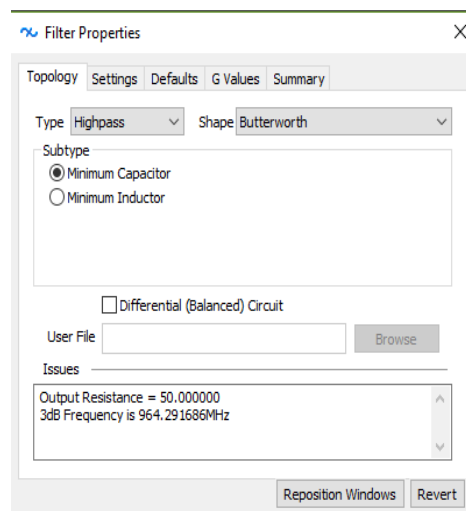 Filter Properties
Topology Settings Defaults G Values Summary
Type Highpass Shape Butterworth
Subtype
Minimum Capacitor
Minimum Inductor
Differential (Balanced) Circuit
User File Browse
Issues
Output Resistance = 50.000000
3dB Frequency is 964.291686MHz
Reposition Windows Revert